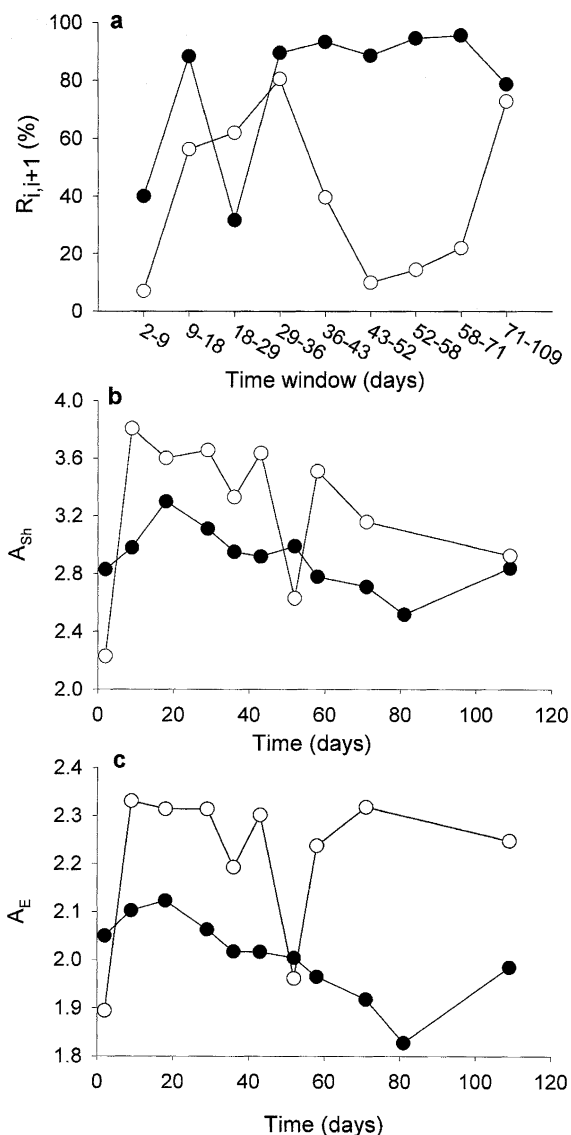 a
100
80
60
40
20
0
R_{i,i+1} (%)
2-9 9-18 18-29 29-36 36-43 43-52 52-58 58-71 71-109
Time window (days)
b
4.0
3.6
3.2
2.8
2.4
2.0
A_{Sh}
0 20 40 60 80 100 120
Time (days)
c
2.4
2.3
2.2
2.1
2.0
1.9
1.8
A_{E}
0 20 40 60 80 100 120
Time (days)